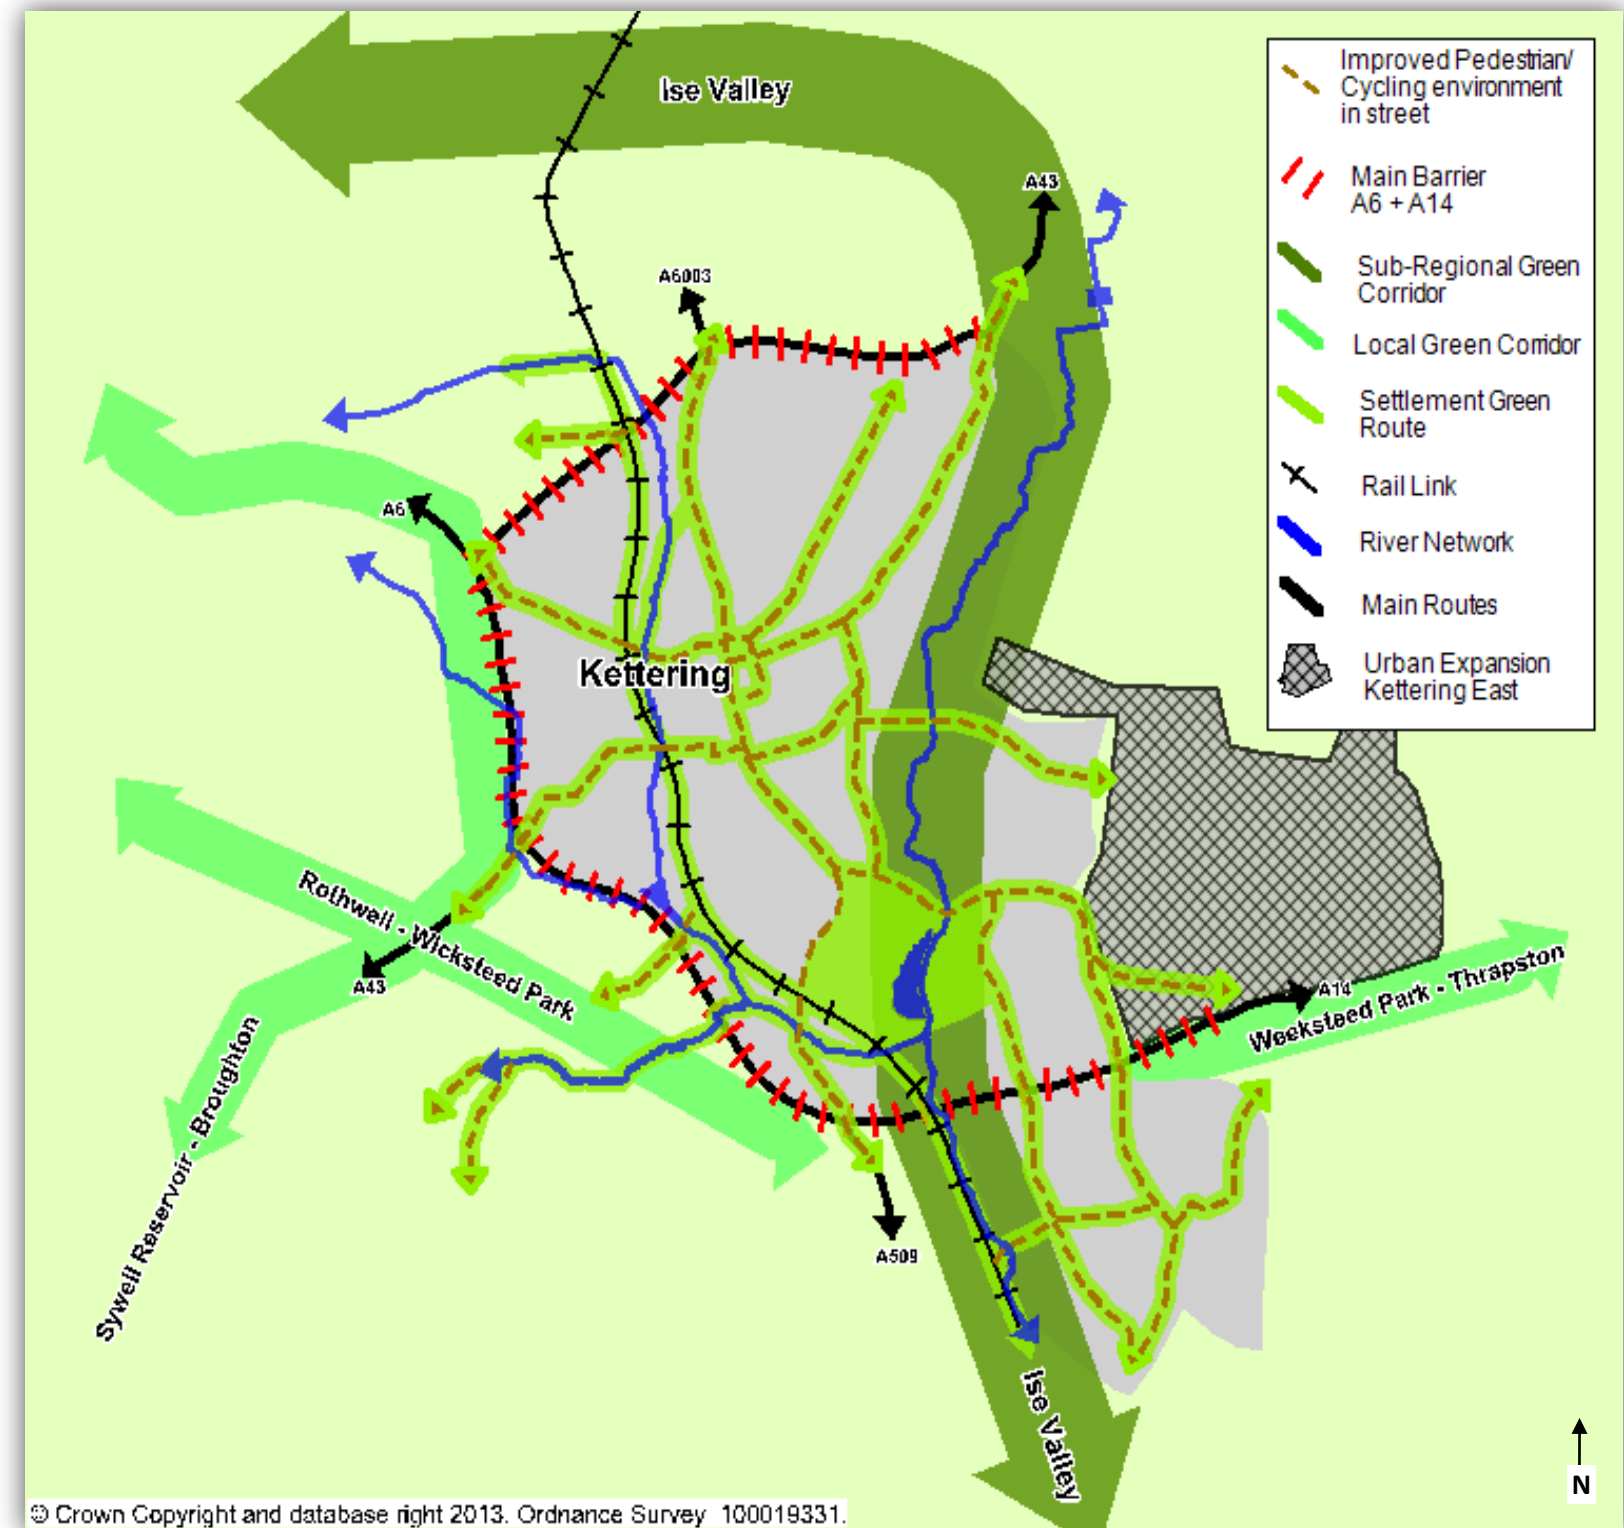 Ise Valley
A43
A6003
A6
Kettering
Rothwell - Wicksteed Park
A43
A14
Weeksteed Park - Thrapston
Sywell Reservoir - Broughton
A509
Ise Valley
Improved Pedestrian/
Cycling environment
in street
Main Barrier
A6 + A14
Sub-Regional Green
Corridor
Local Green Corridor
Settlement Green
Route
Rail Link
River Network
Main Routes
Urban Expansion
Kettering East
N
© Crown Copyright and database right 2013. Ordnance Survey 100019331.